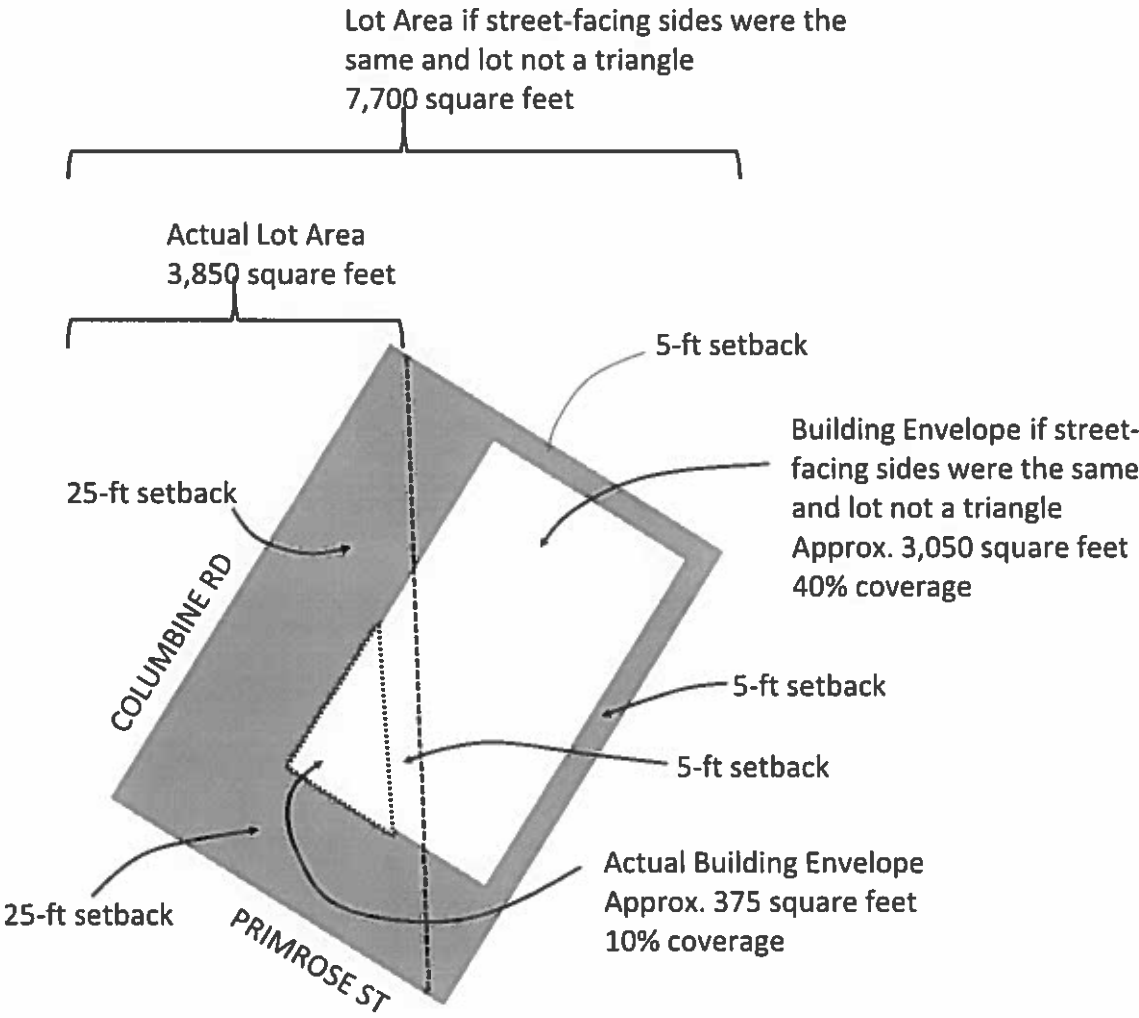 Lot Area if street-facing sides were the
same and lot not a triangle
7,700 square feet
Actual Lot Area
3,850 square feet
5-ft setback
Building Envelope if street-
facing sides were the same
and lot not a triangle
Approx. 3,050 square feet
40% coverage
25-ft setback
COLUMBINE RD
5-ft setback
5-ft setback
Actual Building Envelope
Approx. 375 square feet
10% coverage
25-ft setback
PRIMROSE ST